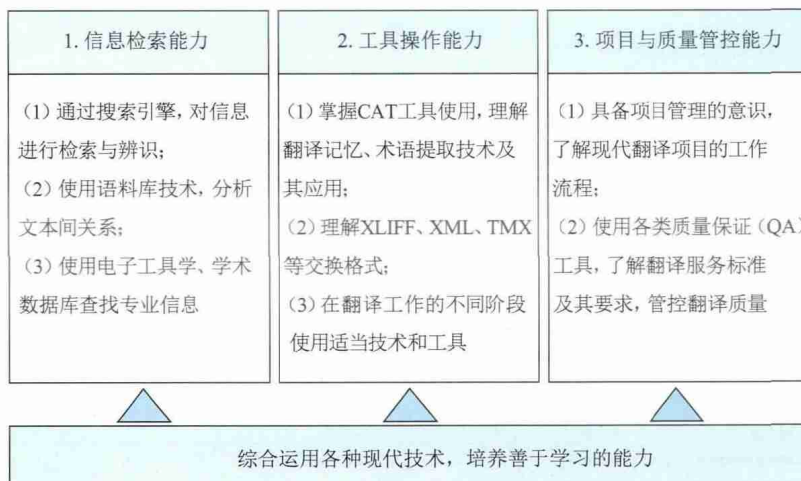 1. 信息检索能力
(1) 通过搜索引擎, 对信息
进行检索与辨识;
(2) 使用语料库技术, 分析
文本间关系;
(3) 使用电子工具学、学术
数据库查找专业信息
2. 工具操作能力
(1) 掌握CAT工具使用, 理解
翻译记忆、术语提取技术及
其应用;
(2) 理解XLIFF、XML、TMX
等交换格式;
(3) 在翻译工作的不同阶段
使用适当技术和工具
3. 项目与质量管控能力
(1) 具备项目管理的意识,
了解现代翻译项目的工作
流程;
(2) 使用各类质量保证 (QA)
工具, 了解翻译服务标准
及其要求, 管控翻译质量
综合运用各种现代技术, 培养善于学习的能力